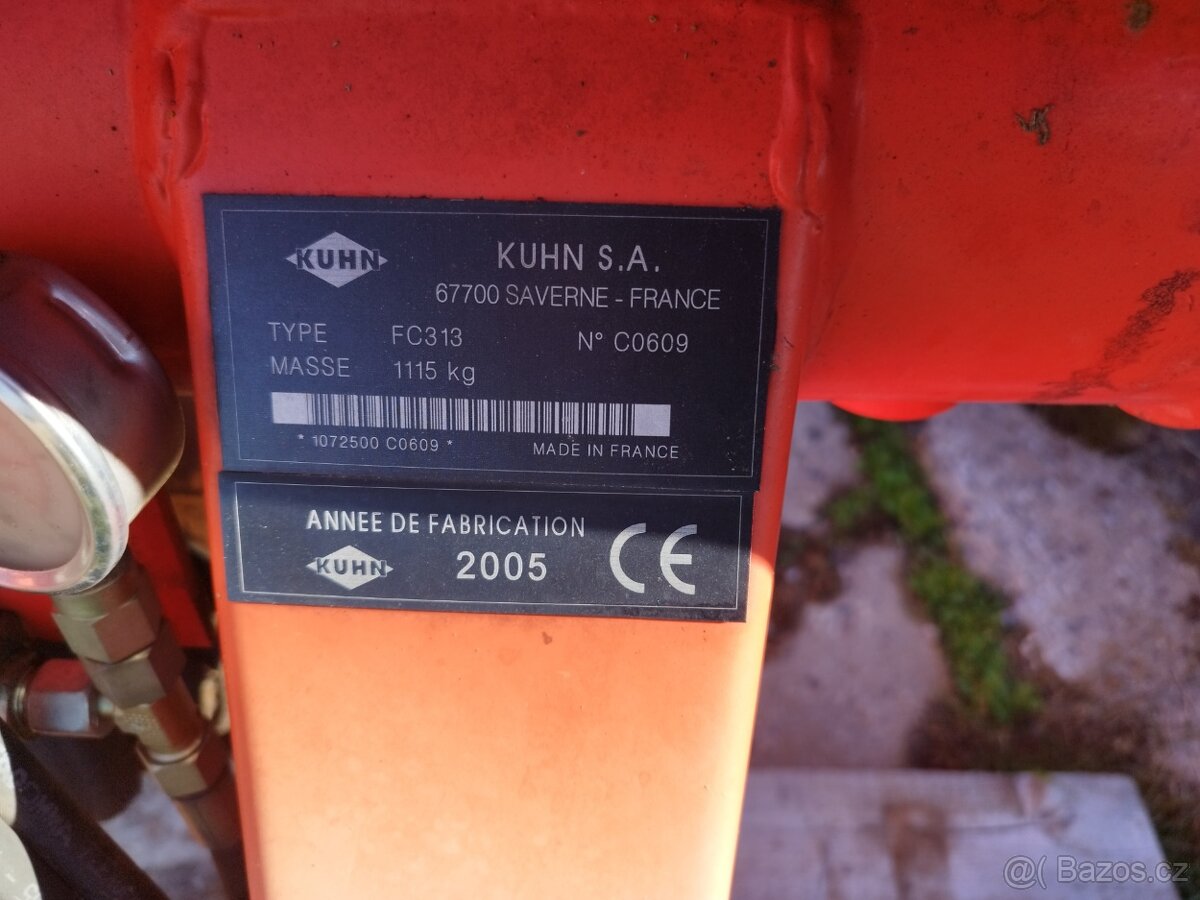 KUHN
KUHN S.A.
67700 SAVERNE - FRANCE
TYPE FC313 N° C0609
MASSE 1115 kg
* 1072500 C0609 * MADE IN FRANCE
ANNEE DE FABRICATION
KUHN 2005 CE
@( Bazos.cz